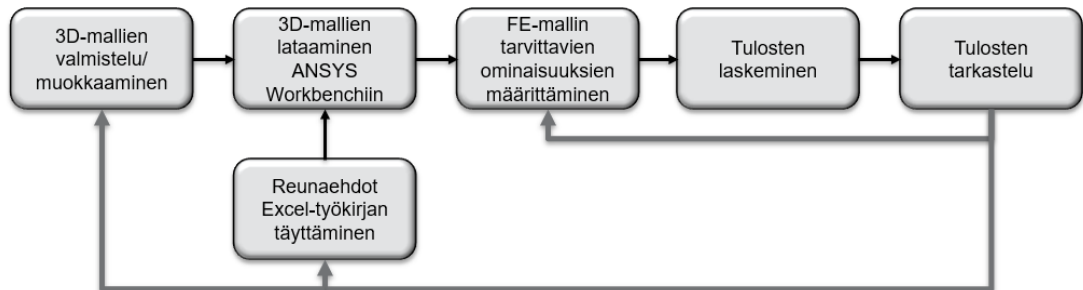 3D-mallien
valmistelu/
muokkaaminen
3D-mallien
lataaminen
ANSYS
Workbenchiin
FE-mallin
tarvittavien
ominaisuuksien
määrittäminen
Tulosten
laskeminen
Tulosten
tarkastelu
Reunaehdot
Excel-työkirjan
täyttäminen